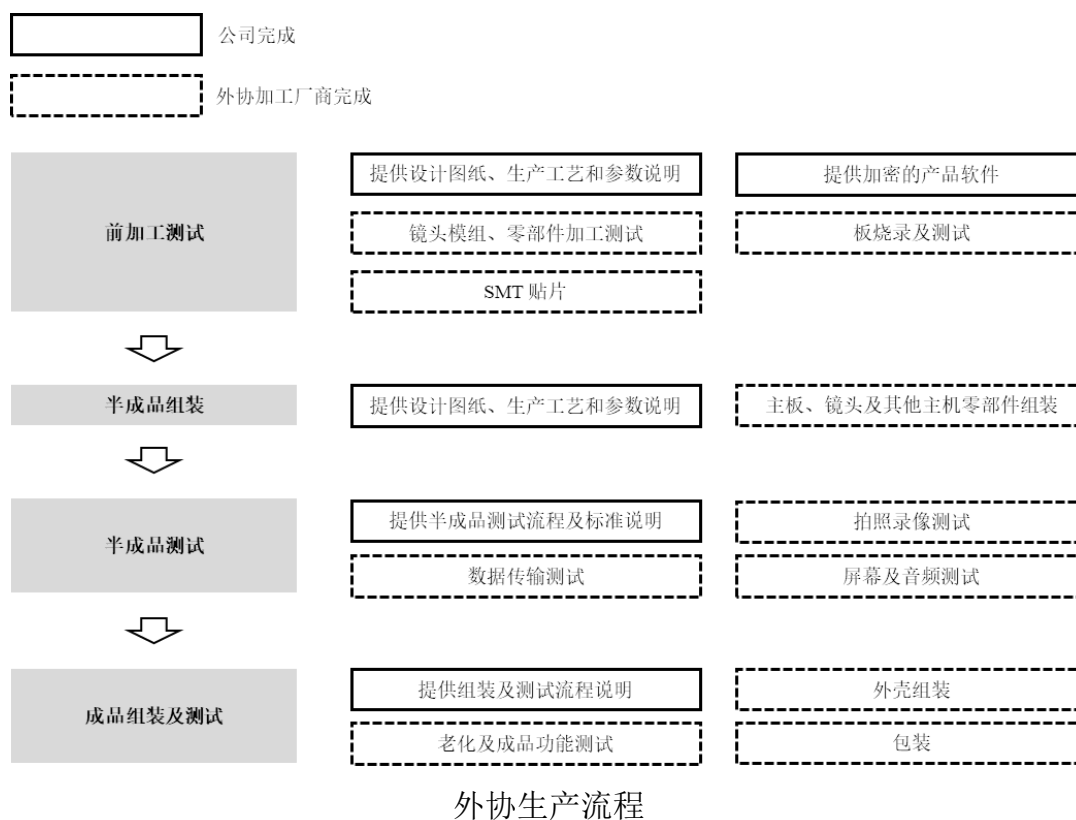 公司完成
外协加工厂商完成
前加工测试
提供设计图纸、生产工艺和参数说明
提供加密的产品软件
镜头模组、零部件加工测试
板烧录及测试
SMT 贴片
半成品组装
提供设计图纸、生产工艺和参数说明
主板、镜头及其他主机零部件组装
半成品测试
提供半成品测试流程及标准说明
拍照录像测试
数据传输测试
屏幕及音频测试
成品组装及测试
提供组装及测试流程说明
外壳组装
老化及成品功能测试
包装
外协生产流程